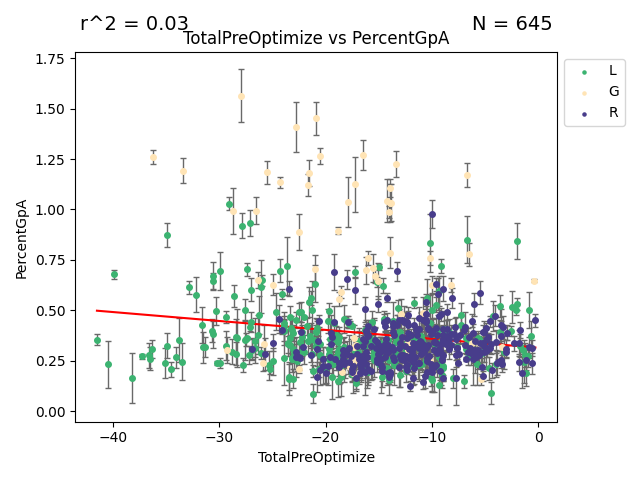 r^2 = 0.03 N = 645
TotalPreOptimize vs PercentGpA
1.75
1.50
1.25
1.00
0.75
0.50
0.25
0.00
PercentGpA
−40 −30 −20 −10 0
TotalPreOptimize
L
G
R